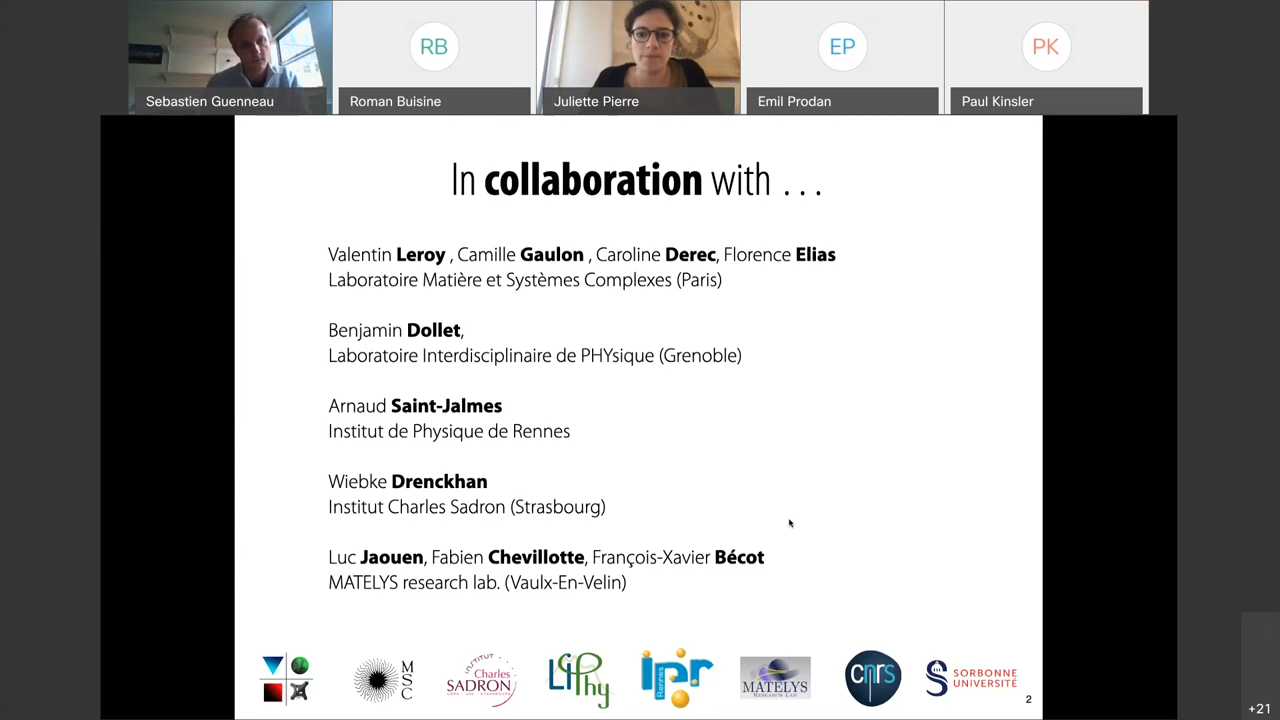 RB
EP
PK
Sebastien Guenneau
Roman Buisine
Juliette Pierre
Emil Prodan
Paul Kinsler
In collaboration with . . .
Valentin Leroy , Camille Gaulon , Caroline Derec, Florence Elias
Laboratoire Matière et Systèmes Complexes (Paris)
Benjamin Dollet,
Laboratoire Interdisciplinaire de PHYsique (Grenoble)
Arnaud Saint-Jalmes
Institut de Physique de Rennes
Wiebke Drenckhan
Institut Charles Sadron (Strasbourg)
Luc Jaouen, Fabien Chevillotte, François-Xavier Bécot
MATELYS research lab. (Vaulx-En-Velin)
MSC
INSTITUT
Charles
SADRON
LiPhy
ipr
Rennes
MATELYS
RESEARCH LAB
cnrs
SORBONNE
UNIVERSITÉ
2
+21